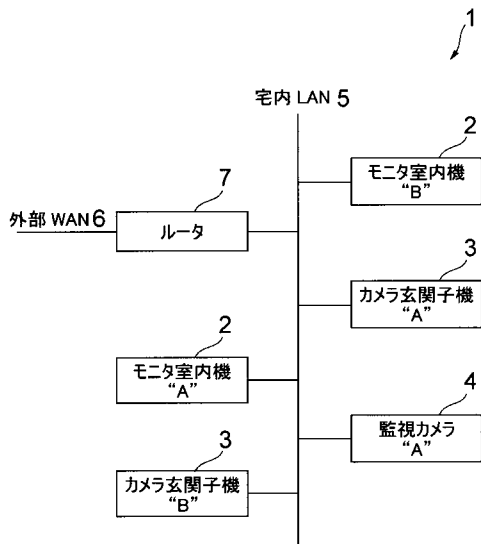 1
宅内 LAN 5
2
モニタ室内機
“B”
7
外部 WAN 6
ルータ
3
カメラ玄関子機
“A”
2
モニタ室内機
“A”
4
監視カメラ
“A”
3
カメラ玄関子機
“B”